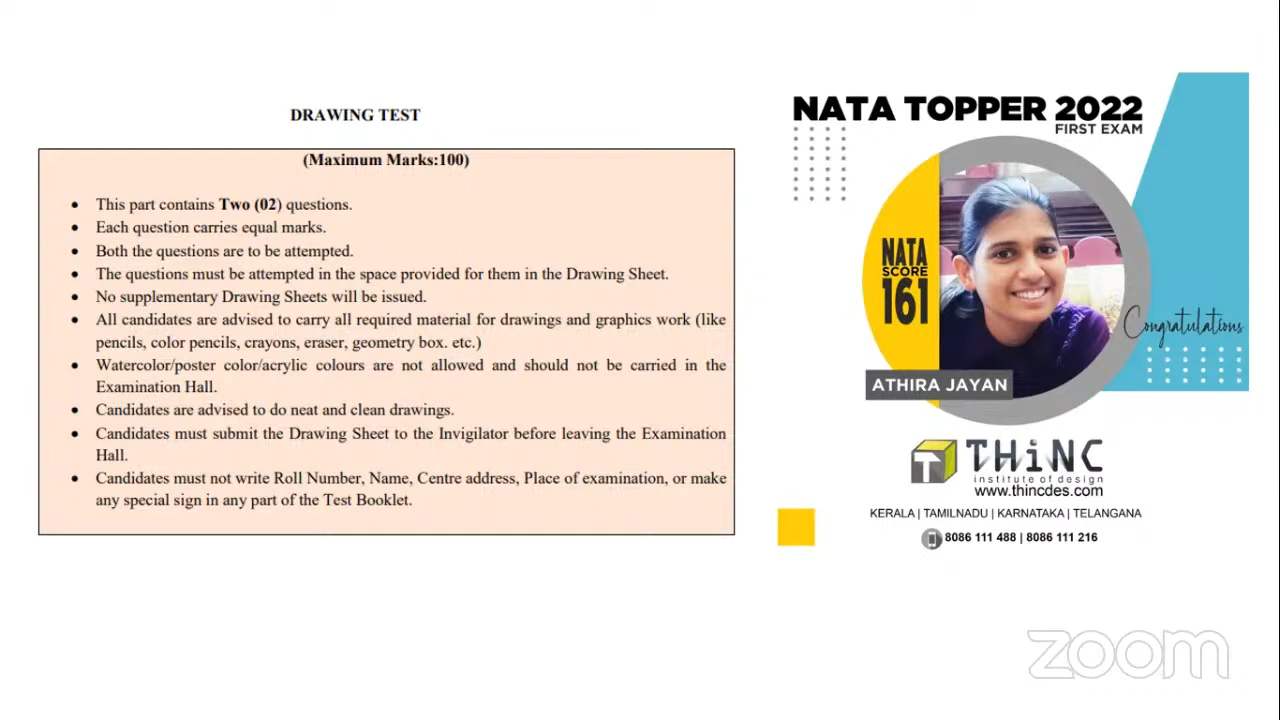 DRAWING TEST
(Maximum Marks:100)
• This part contains Two (02) questions.
• Each question carries equal marks.
• Both the questions are to be attempted.
• The questions must be attempted in the space provided for them in the Drawing Sheet.
• No supplementary Drawing Sheets will be issued.
• All candidates are advised to carry all required material for drawings and graphics work (like
pencils, color pencils, crayons, eraser, geometry box. etc.)
• Watercolor/poster color/acrylic colours are not allowed and should not be carried in the
Examination Hall.
• Candidates are advised to do neat and clean drawings.
• Candidates must submit the Drawing Sheet to the Invigilator before leaving the Examination
Hall.
• Candidates must not write Roll Number, Name, Centre address, Place of examination, or make
any special sign in any part of the Test Booklet.
NATA TOPPER 2022
FIRST EXAM
NATA
SCORE
161
Congratulations
ATHIRA JAYAN
T THiNC
institute of design
www.thincdes.com
KERALA | TAMILNADU | KARNATAKA | TELANGANA
8086 111 488 | 8086 111 216
zoom